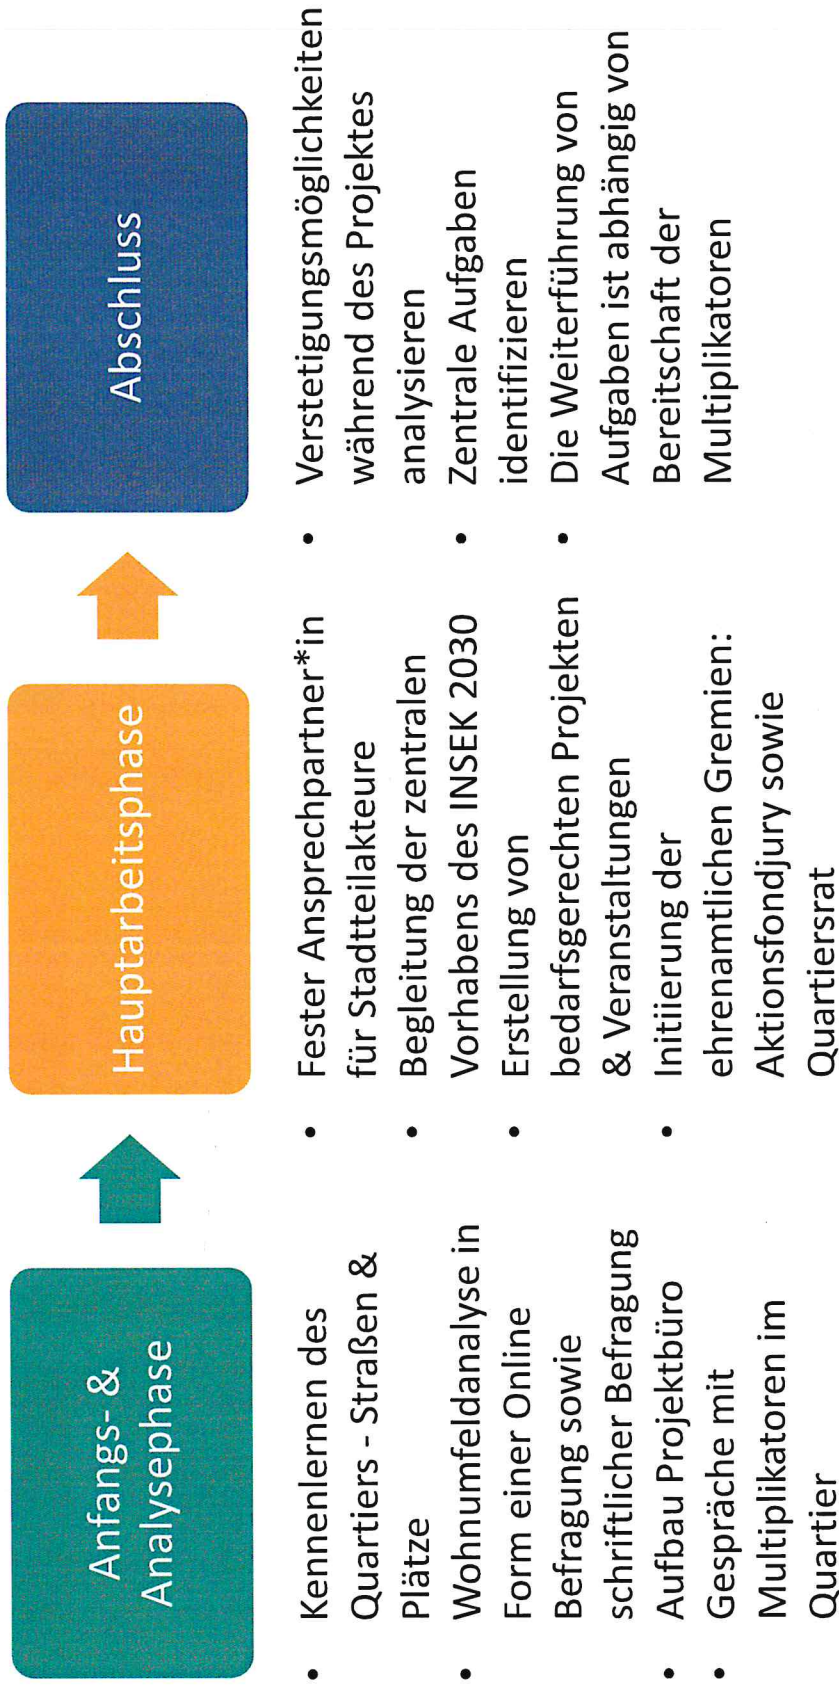 Anfangs- &
Analysephase
Hauptarbeitsphase
Abschluss
• Kennenlernen des
Quartiers - Straßen &
Plätze
• Wohnumfeldanalyse in
Form einer Online
Befragung sowie
schriftlicher Befragung
• Aufbau Projektbüro
• Gespräche mit
Multiplikatoren im
Quartier
• Fester Ansprechpartner*in
für Stadtteilakteure
• Begleitung der zentralen
Vorhabens des INSEK 2030
• Erstellung von
bedarfsgerechten Projekten
& Veranstaltungen
• Initiierung der
ehrenamtlichen Gremien:
Aktionsfondjury sowie
Quartiersrat
• Verstetigungsmöglichkeiten
während des Projektes
analysieren
• Zentrale Aufgaben
identifizieren
• Die Weiterführung von
Aufgaben ist abhängig von
Bereitschaft der
Multiplikatoren